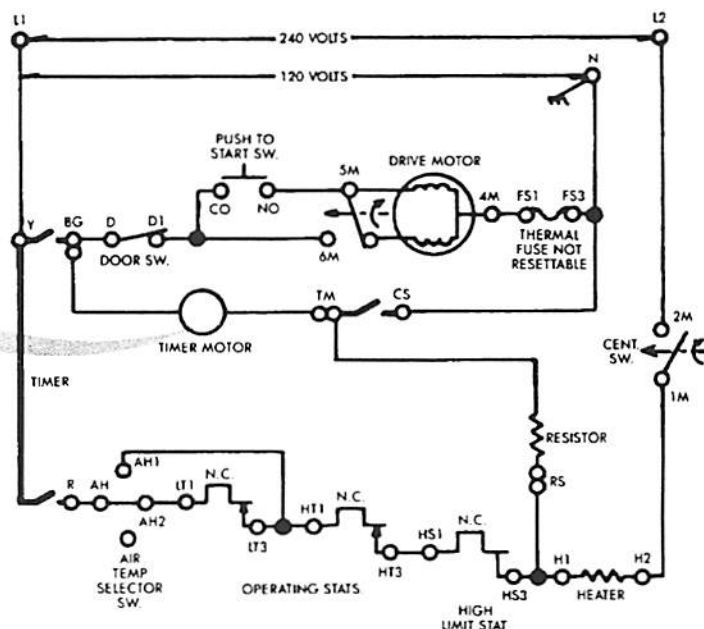 L1
L2
240 VOLTS
N
120 VOLTS
PUSH TO
START SW.
DRIVE MOTOR
5M
CO
NO
4M
FS1
FS3
Y
BG
D
D1
DOOR SW.
6M
THERMAL
FUSE NOT
RESETTABLE
TM
CS
2M
TIMER MOTOR
CENT.
SW.
1M
TIMER
RESISTOR
AH1
RS
R
AH
AH2
LT1
N.C.
LT3
HT1
N.C.
HT3
HS1
N.C.
HS3
H1
H2
HEATER
AIR
TEMP
SELECTOR
SW.
OPERATING STATS
HIGH
LIMIT STAT